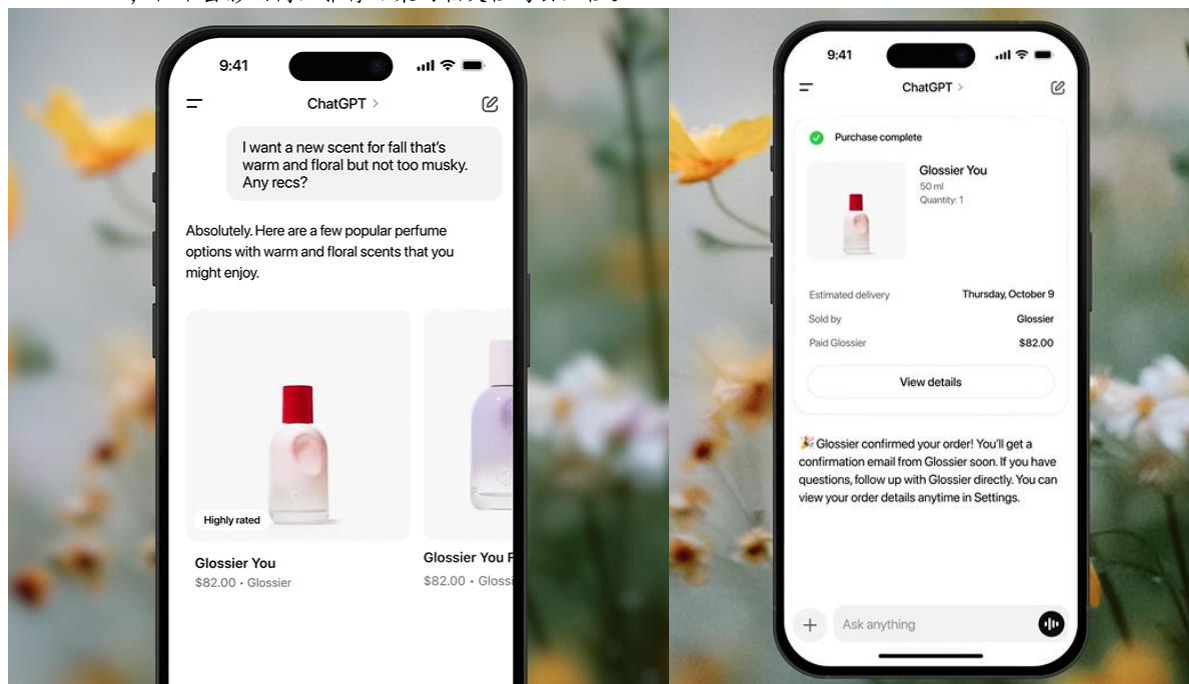 9:41
ChatGPT >
I want a new scent for fall that's
warm and floral but not too musky.
Any recs?
Absolutely. Here are a few popular perfume
options with warm and floral scents that you
might enjoy.
Highly rated
Glossier You
$82.00 • Glossier
Glossier You
$82.00 •
9:41
ChatGPT >
Purchase complete
Glossier You
50 ml
Quantity: 1
Estimated delivery Thursday, October 9
Sold by Glossier
Paid Glossier $82.00
View details
🎉 Glossier confirmed your order! You'll get a
confirmation email from Glossier soon. If you have
questions, follow up with Glossier directly. You can
view your order details anytime in Settings.
Ask anything